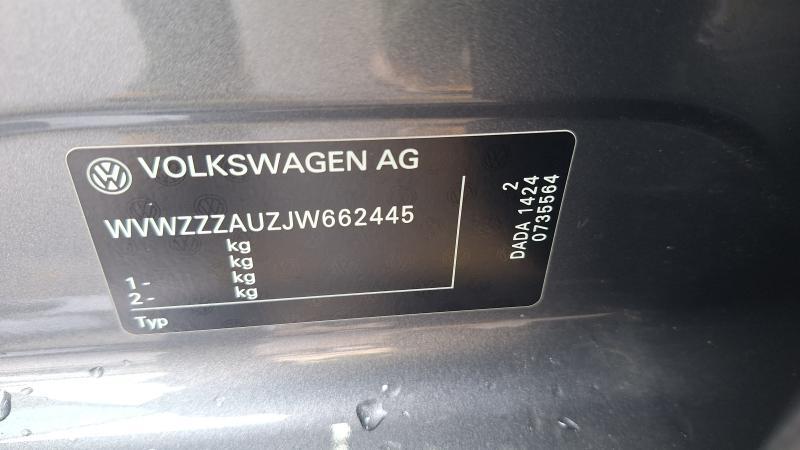 VOLKSWAGEN AG
WVWZZZAUZJW662445
kg
kg
1- kg
2- kg
Typ
2
DADA 1424
0735564